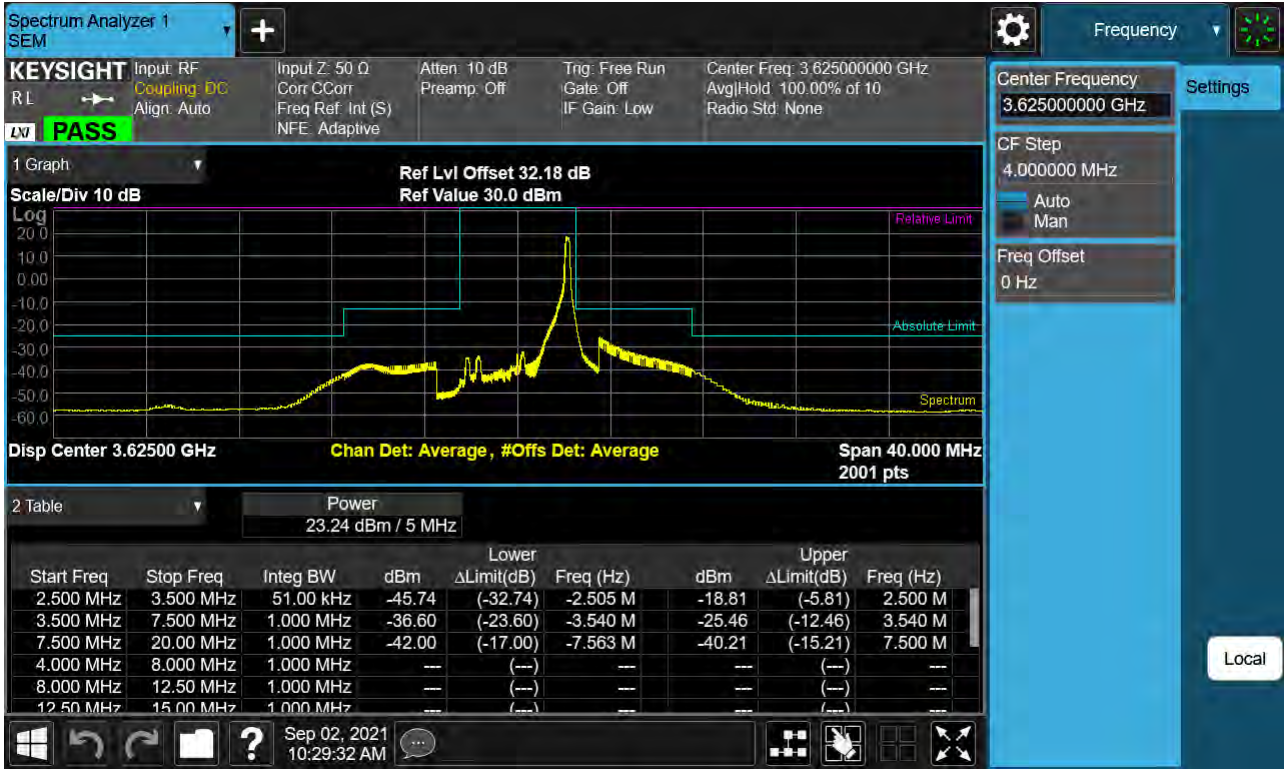 Spectrum Analyzer 1
SEM
Frequency
KEYSIGHT
R L
LXI
PASS
Input: RF
Coupling: DC
Align: Auto
Input Z: 50 Ω
Corr CCorr
Freq Ref: Int (S)
NFE: Adaptive
Atten: 10 dB
Preamp: Off
Trig: Free Run
Gate: Off
IF Gain: Low
Center Freq: 3.625000000 GHz
Avg|Hold: 100.00% of 10
Radio Std: None
Center Frequency
3.625000000 GHz
Settings
CF Step
4.000000 MHz
Auto
Man
Freq Offset
0 Hz
Local
1 Graph
Scale/Div 10 dB
Ref Lvl Offset 32.18 dB
Ref Value 30.0 dBm
Log
20.0
10.0
0.00
-10.0
-20.0
-30.0
-40.0
-50.0
-60.0
Relative Limit
Absolute Limit
Spectrum
Disp Center 3.62500 GHz
Chan Det: Average , #Offs Det: Average
Span 40.000 MHz
2001 pts
2 Table
Power
23.24 dBm / 5 MHz
Lower Upper
Start Freq Stop Freq Integ BW dBm ΔLimit(dB) Freq (Hz) dBm ΔLimit(dB) Freq (Hz)
2.500 MHz 3.500 MHz 51.00 kHz -45.74 (-32.74) -2.505 M -18.81 (-5.81) 2.500 M
3.500 MHz 7.500 MHz 1.000 MHz -36.60 (-23.60) -3.540 M -25.46 (-12.46) 3.540 M
7.500 MHz 20.00 MHz 1.000 MHz -42.00 (-17.00) -7.563 M -40.21 (-15.21) 7.500 M
4.000 MHz 8.000 MHz 1.000 MHz --- (---) --- --- (---) ---
8.000 MHz 12.50 MHz 1.000 MHz --- (---) --- --- (---) ---
12.50 MHz 15.00 MHz 1.000 MHz --- (---) --- --- (---) ---
?
Sep 02, 2021
10:29:32 AM